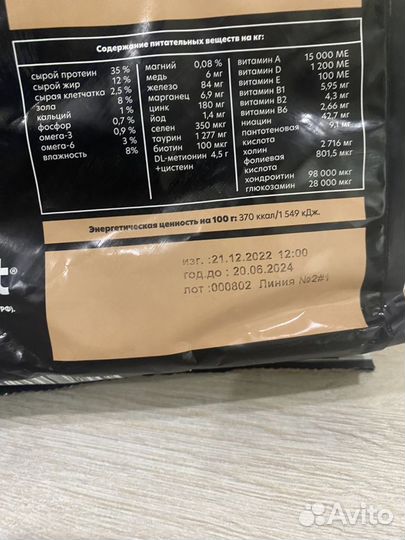 Содержание питательных веществ на кг:
сырой протеин 35 %
сырой жир 12 %
сырая клетчатка 2,5 %
зола 8 %
кальций 1 %
фосфор 0,7 %
омега-3 0,9 %
омега-6 3 %
влажность 8%
магний 0,08 %
медь 6 мг
железо 84 мг
марганец 6,9 мг
цинк 180 мг
йод 1,4 мг
селен 350 мкг
таурин 1 277 мг
биотин 100 мкг
DL-метионин 4,5 г
+цистеин
витамин A 15 000 МЕ
витамин D 1 200 МЕ
витамин E 100 МЕ
витамин B1 5,95 мг
витамин B2 4,3 мг
витамин B6 2,66 мг
ниацин 42,7 мг
пантотеновая 9,1 мг
кислота
холин 2 716 мг
фолиевая 801,5 мкг
кислота
хондроитин 98 000 мкг
глюкозамин 28 000 мкг
Энергетическая ценность на 100 г: 370 ккал/1 549 кДж.
t®
РФ).
изг. :21.12.2022 12:00
год.до : 20.06.2024
лот :000802 Линия №2#1
Avito